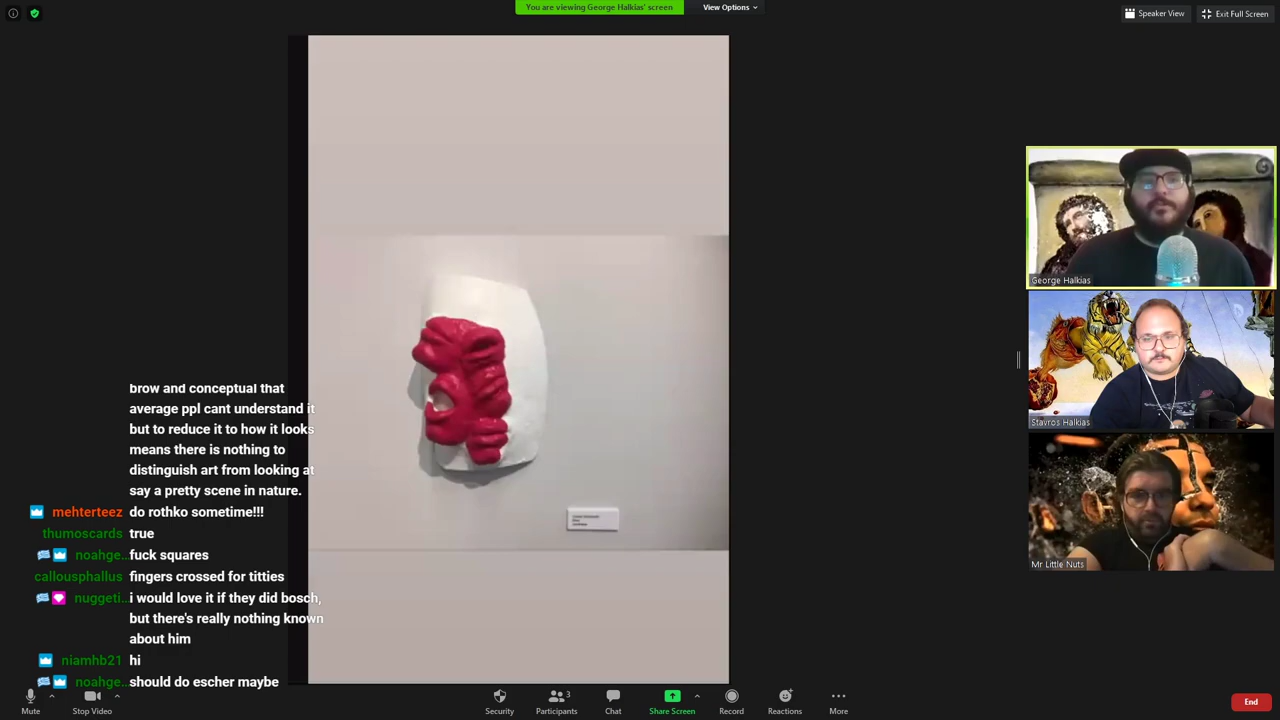 You are viewing George Halkias' screen
View Options
Speaker View
Exit Full Screen
George Halkias
Stavros Halkias
Mr Little Nuts
brow and conceptual that
average ppl cant understand it
but to reduce it to how it looks
means there is nothing to
distinguish art from looking at
say a pretty scene in nature.
mehterteez do rothko sometime!!!
thumoscards true
noahge.. fuck squares
callousphallus fingers crossed for titties
nuggeti.. i would love it if they did bosch,
but there's really nothing known
about him
niamhb21 hi
noahge.. should do escher maybe
Mute
Stop Video
Security
Participants 3
Chat
Share Screen
Record
Reactions
More
End